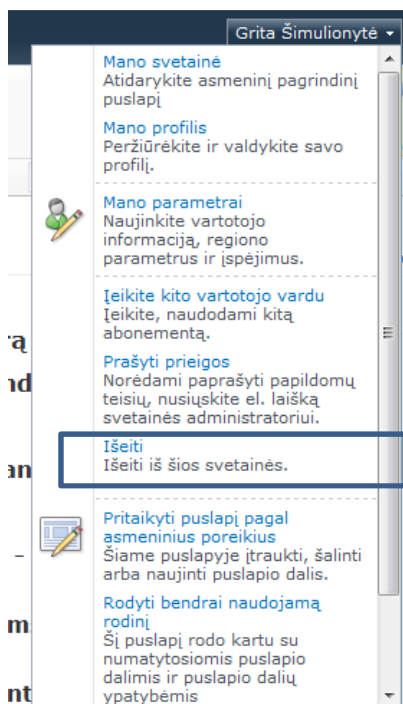 Grita Šimulionytė
Mano svetainė
Atidarykite asmeninį pagrindinį
puslapį
Mano profilis
Peržiūrėkite ir valdykite savo
profilį.
Mano parametrai
Naujinkite vartotojo
informaciją, regiono
parametrus ir įspėjimus.
Įeikite kito vartotojo vardu
Įeikite, naudodami kitą
abonementą.
Prašyti prieigos
Norėdami paprašyti papildomų
teisių, nusiųskite el. laišką
svetainės administratoriui.
Išeiti
Išeiti iš šios svetainės.
Pritaikyti puslapį pagal
asmeninius poreikius
Šiame puslapyje įtraukti, šalinti
arba naujinti puslapio dalis.
Rodyti bendrai naudojamą
rodinį
Šį puslapį rodo kartu su
numatytosiomis puslapio
dalimis ir puslapio dalių
ypatybėmis